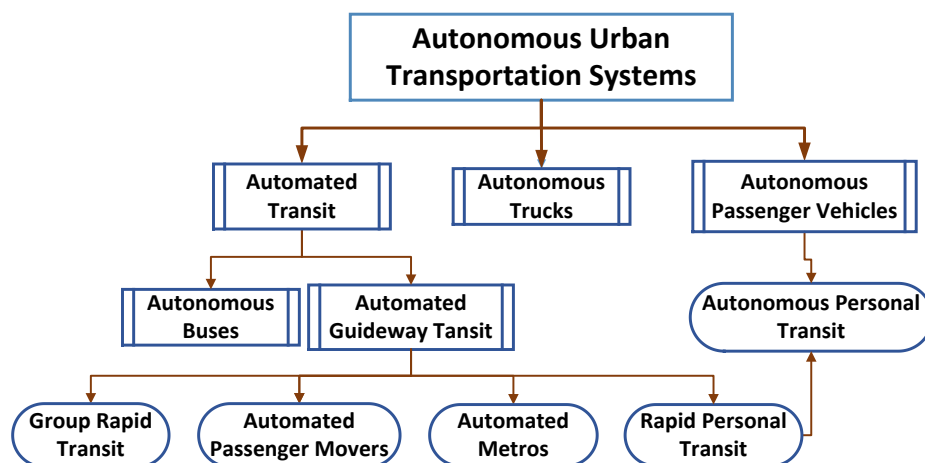 Autonomous Urban
Transportation Systems
Automated
Transit
Autonomous
Trucks
Autonomous
Passenger Vehicles
Autonomous
Buses
Automated
Guideway Tansit
Autonomous Personal
Transit
Group Rapid
Transit
Automated
Passenger Movers
Automated
Metros
Rapid Personal
Transit